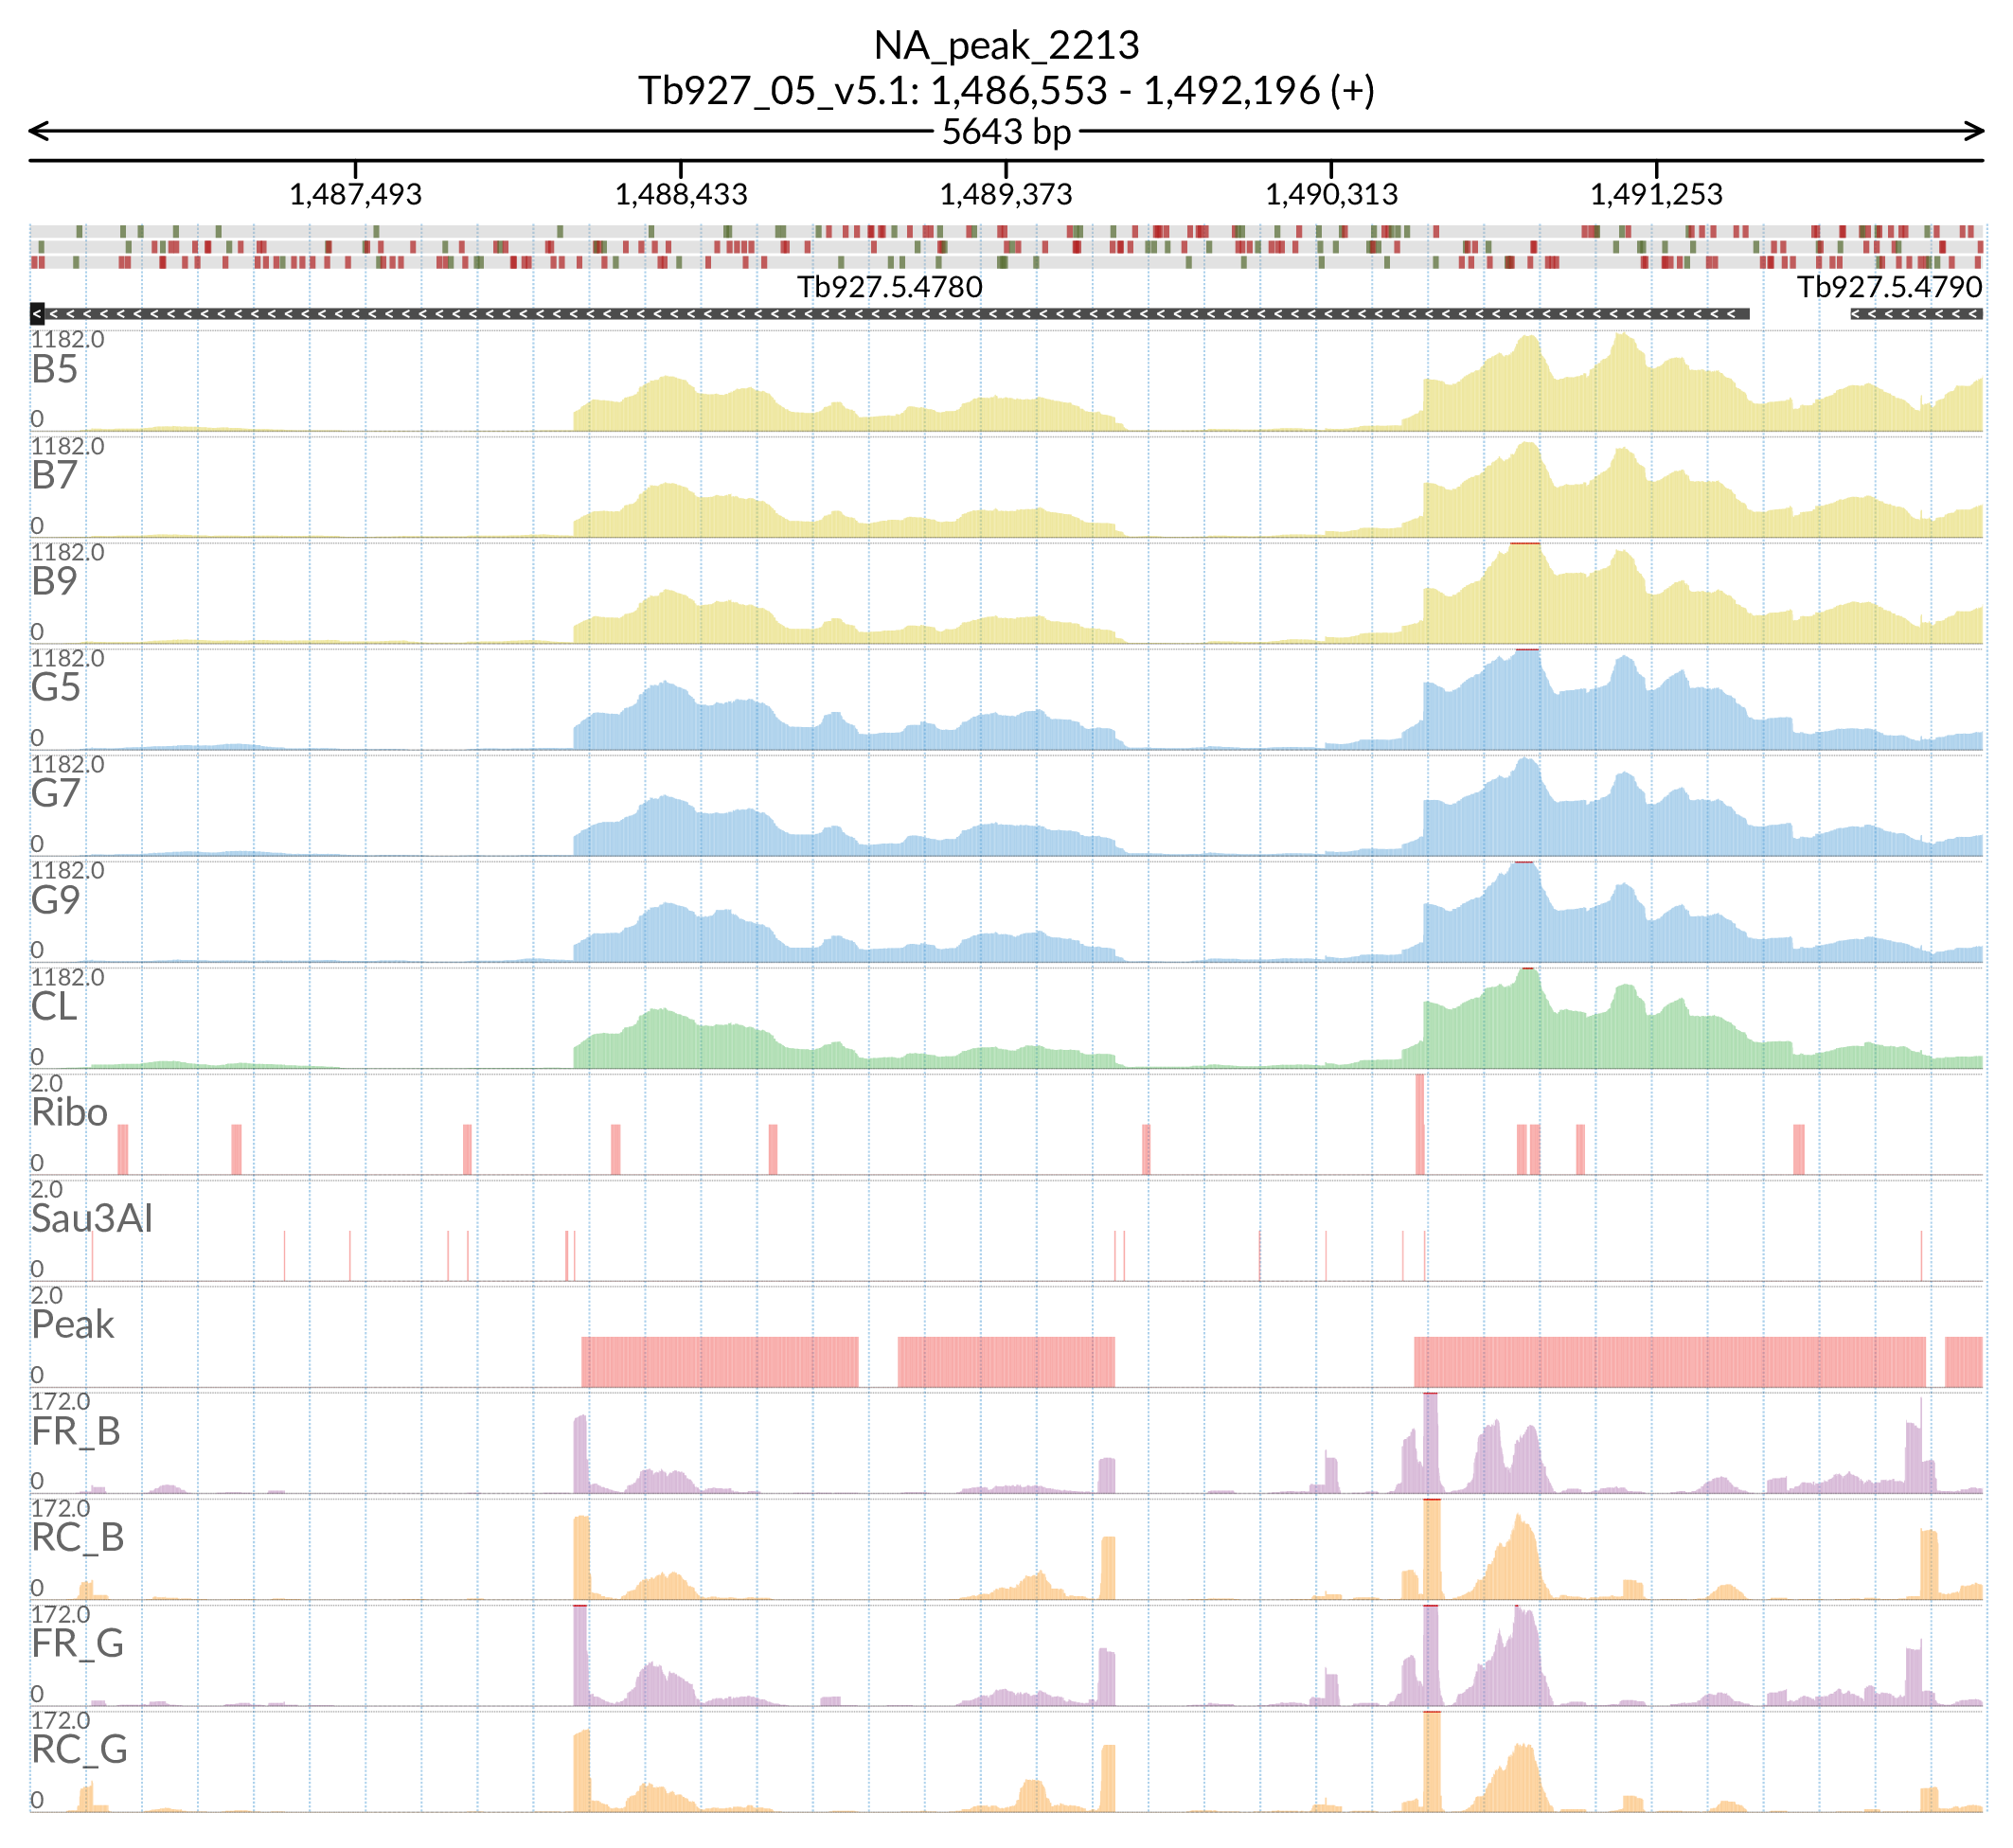 NA_peak_2213
Tb927_05_v5.1: 1,486,553 - 1,492,196 (+)
5643 bp
1,487,493 1,488,433 1,489,373 1,490,313 1,491,253
Tb927.5.4780 Tb927.5.4790
1182.0
B5
0
1182.0
B7
0
1182.0
B9
0
1182.0
G5
0
1182.0
G7
0
1182.0
G9
0
1182.0
CL
0
2.0
Ribo
0
2.0
Sau3AI
0
2.0
Peak
0
172.0
FR_B
0
172.0
RC_B
0
172.0
FR_G
0
172.0
RC_G
0